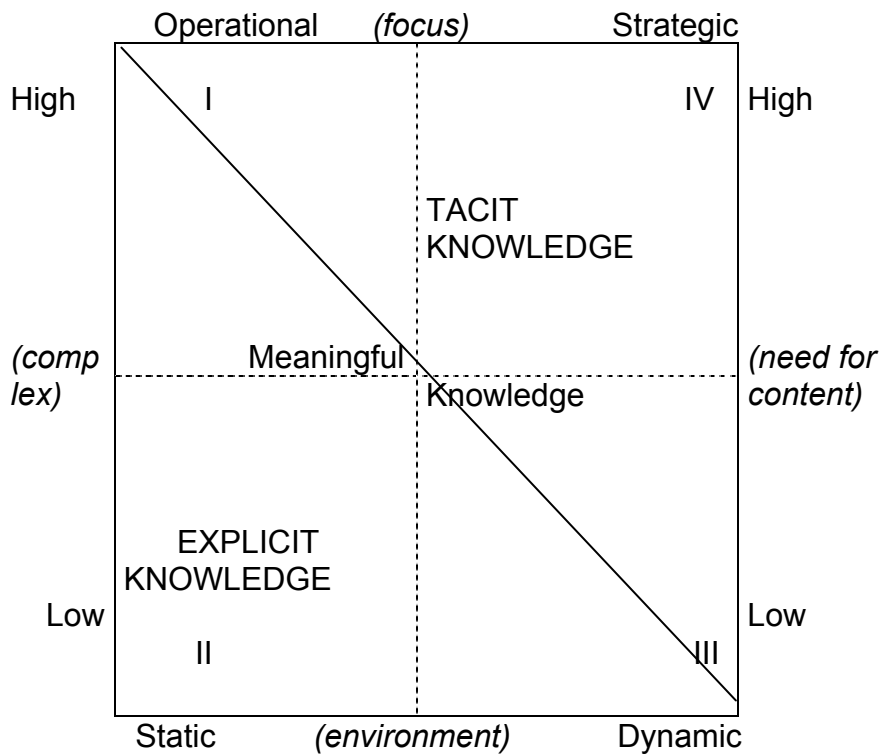 Operational (focus) Strategic
High I IV High
TACIT
KNOWLEDGE
(comp
lex)
Meaningful
Knowledge
(need for
content)
EXPLICIT
KNOWLEDGE
Low Low
II III
Static (environment) Dynamic